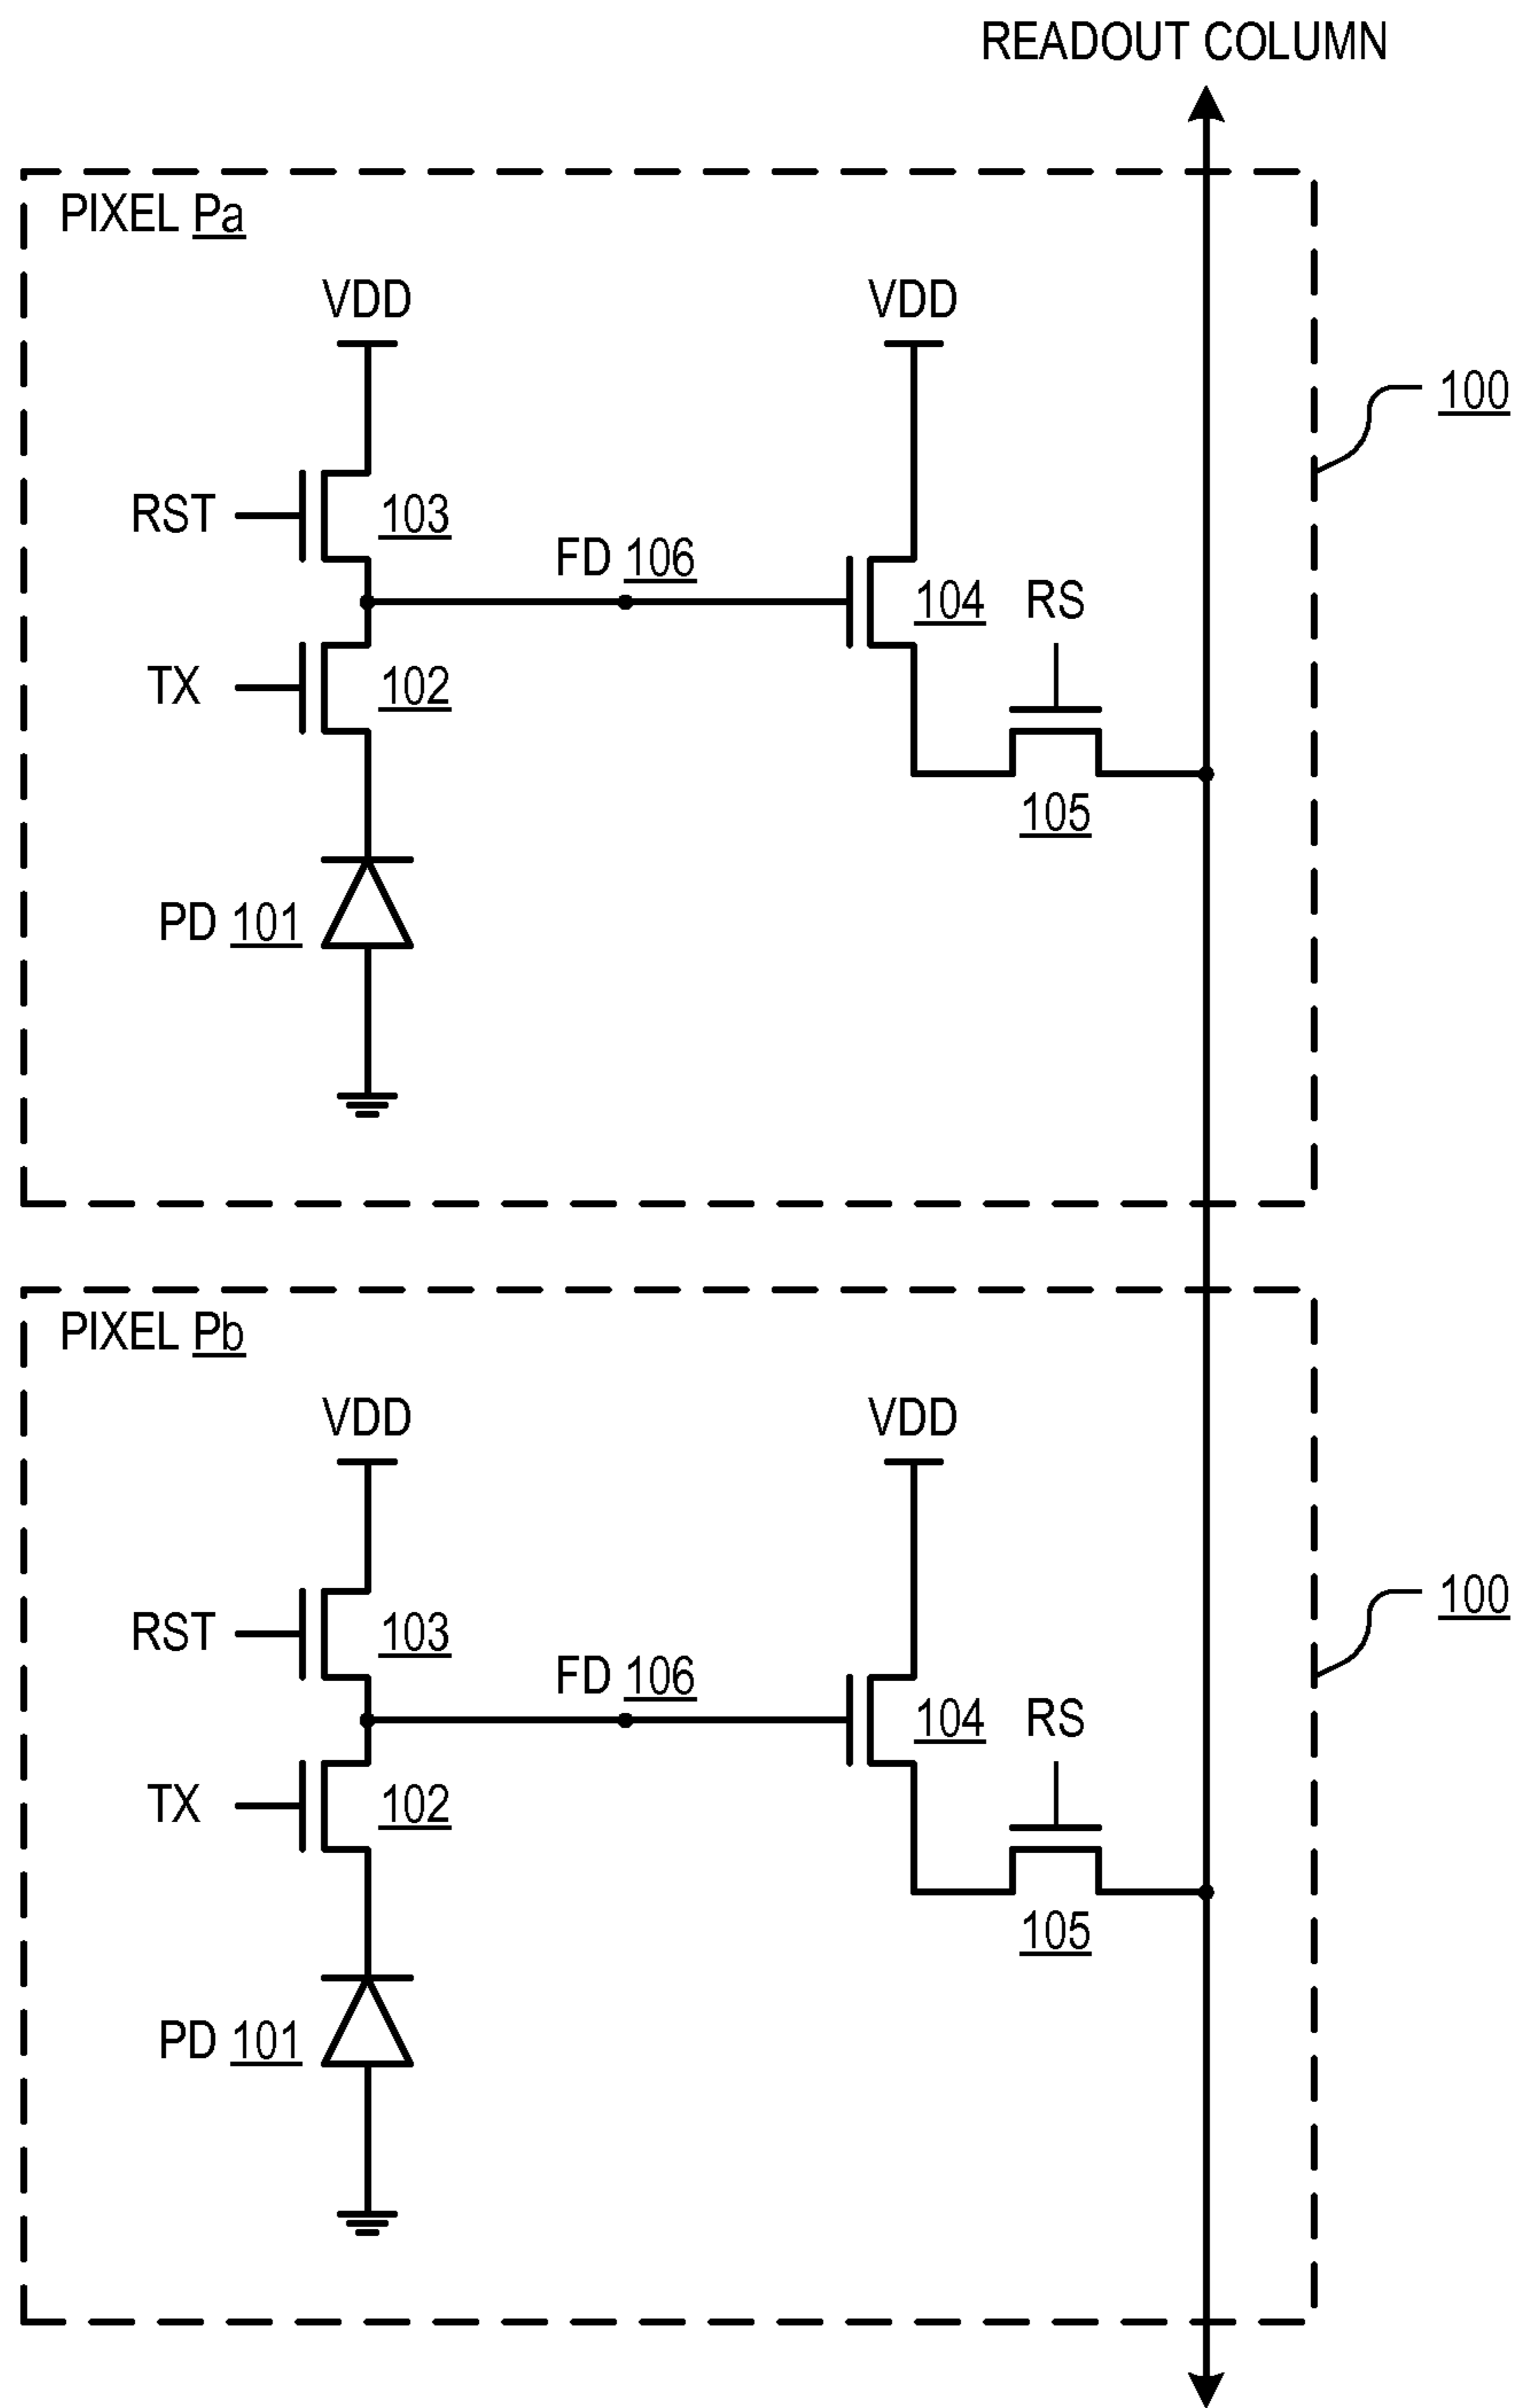 READOUT COLUMN
PIXEL Pa
VDD
VDD
100
RST
103
FD 106
104
RS
TX
102
105
PD 101
PIXEL Pb
VDD
VDD
100
RST
103
FD 106
104
RS
TX
102
105
PD 101